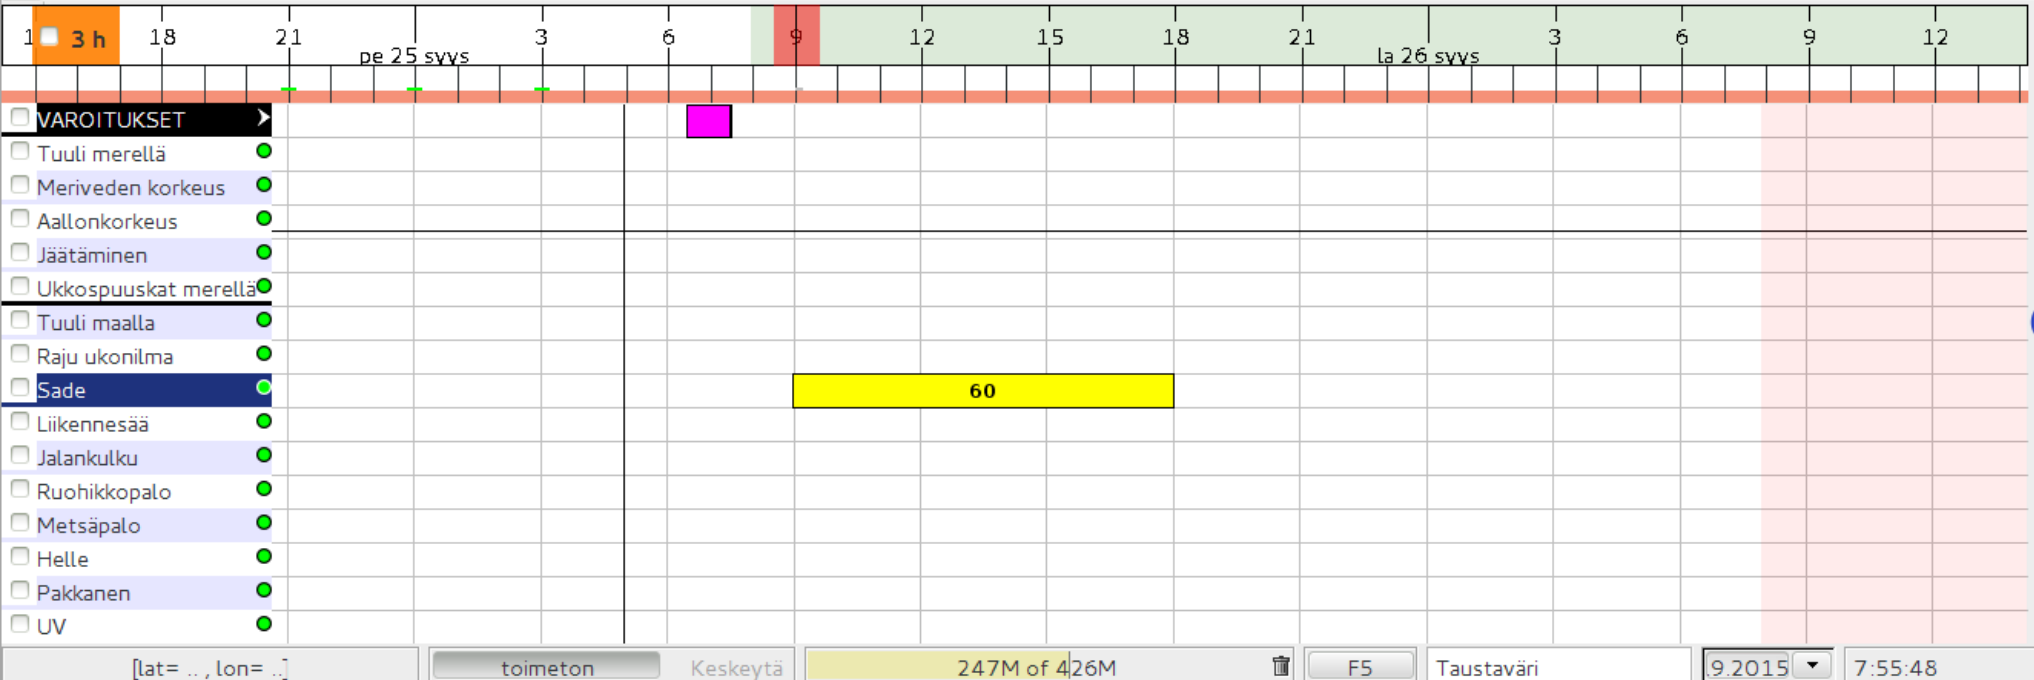 1 3 h 18 21 3 6 9 12 15 18 21 3 6 9 12
pe 25 syys la 26 syys
VAROITUKSET
Tuuli merellä
Meriveden korkeus
Aallonkorkeus
Jäätäminen
Ukkospuuskat merellä
Tuuli maalla
Raju ukonilma
Sade 60
Liikennesää
Jalankulku
Ruohikkopalo
Metsäpalo
Helle
Pakkanen
UV
[lat= .. , lon= ..] toimeton Keskeytä 247M of 426M F5 Taustaväri .9.2015 7:55:48